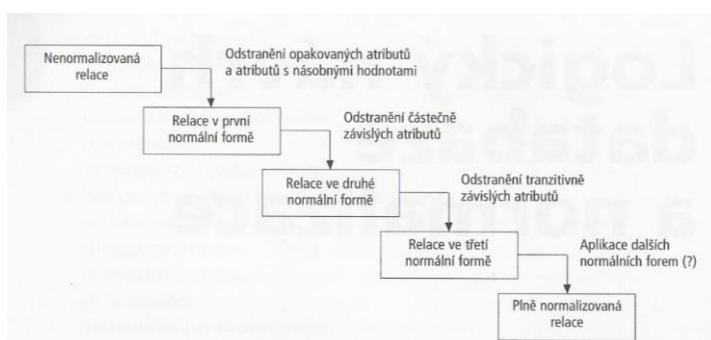 Nenormalizovaná
relace
Odstranění opakovaných atributů
a atributů s násobnými hodnotami
Relace v první
normální formě
Odstranění částečně
závislých atributů
Relace ve druhé
normální formě
Odstranění tranzitivně
závislých atributů
Relace ve třetí
normální formě
Aplikace dalších
normálních forem (?)
Plně normalizovaná
relace
Logický návrh
databáze
a normalizace